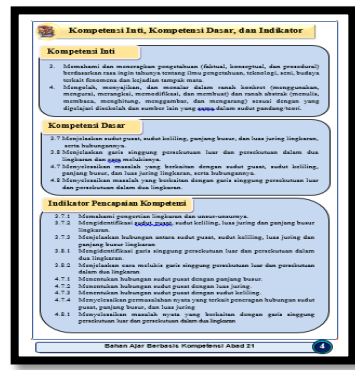 Kompetensi Inti, Kompetensi Dasar, dan Indikator
Kompetensi Inti
3. Memahami dan menerapkan pengetahuan (faktual, konseptual, dan prosedural)
berdasarkan rasa ingin tahunya tentang ilmu pengetahuan, teknologi, seni, budaya
terkait fenomena dan kejadian tampak mata.
4. Mengolah, menyajikan, dan menalar dalam ranah konkret (menggunakan,
mengurai, merangkai, memodifikasi, dan membuat) dan ranah abstrak (menulis,
membaca, menghitung, menggambar, dan mengarang) sesuai dengan yang
dipelajari disekolah dan sumber lain yang sama dalam sudut pandang/teori.
Kompetensi Dasar
3.7 Menjelaskan sudut pusat, sudut keliling, panjang busur, dan luas juring lingkaran,
serta hubungannya.
3.8 Menjelaskan garis singgung persekutuan luar dan persekutuan dalam dua
lingkaran dan cara melukisnya.
4.7 Menyelesaikan masalah yang berkaitan dengan sudut pusat, sudut keliling,
panjang busur, dan luas juring lingkaran, serta hubungannya.
4.8 Menyelesaikan masalah yang berkaitan dengan garis singgung persekutuan luar
dan persekutuan dalam dua lingkaran.
Indikator Pencapaian Kompetensi
3.7.1 Memahami pengertian lingkaran dan unsur-unsurnya.
3.7.2 Mengidentifikasi sudut pusat, sudut keliling, luas juring dan panjang busur
lingkaran.
3.7.3 Menjelaskan hubungan antara sudut pusat, sudut keliling, luas juring dan
panjang busur lingkaran
3.8.1 Mengidentifikasi garis singgung persekutuan luar dan persekutuan dalam
dua lingkaran.
3.8.2 Menjelaskan cara melukis garis singgung persekutuan luar dan persekutuan
dalam dua lingkaran
4.7.1 Menentukan hubungan sudut pusat dengan panjang busur.
4.7.2 Menentukan hubungan sudut pusat dengan luas juring.
4.7.3 Menentukan hubungan sudut pusat dengan sudut keliling.
4.7.4 Menyelesaikan permasalahan nyata yang terkait penerapan hubungan sudut
pusat, panjang busur, dan luas juring
4.8.1 Menyelesaikan masalah nyata yang berkaitan dengan garis singgung
persekutuan luar dan persekutuan dalam dua lingkaran
Bahan Ajar Berbasis Kompetensi Abad 21
4